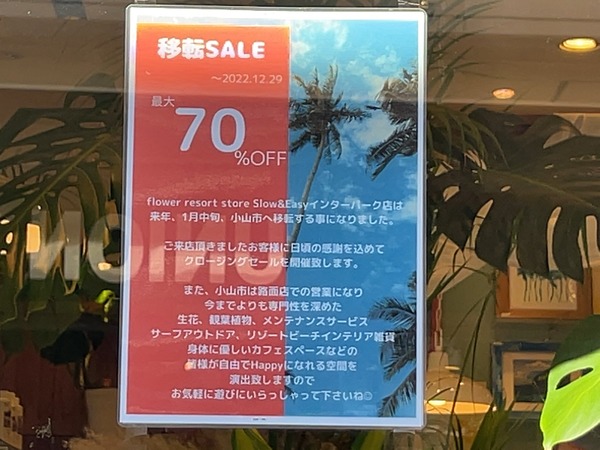 移転SALE
〜2022.12.29
最大
70
%OFF
flower resort store Slow&Easyインターパーク店は
来年、1月中旬、小山市へ移転する事になりました。
ご来店頂きましたお客様に日頃の感謝を込めて
クロージングセールを開催致します。
また、小山市は路面店での営業になり
今までよりも専門性を深めた
生花、観葉植物、メンテナンスサービス
サーフアウトドア、リゾートビーチインテリア雑貨
身体に優しいカフェスペースなどの
皆様が自由でHappyになれる空間を
演出致しますので
お気軽に遊びにいらっしゃって下さいね☺